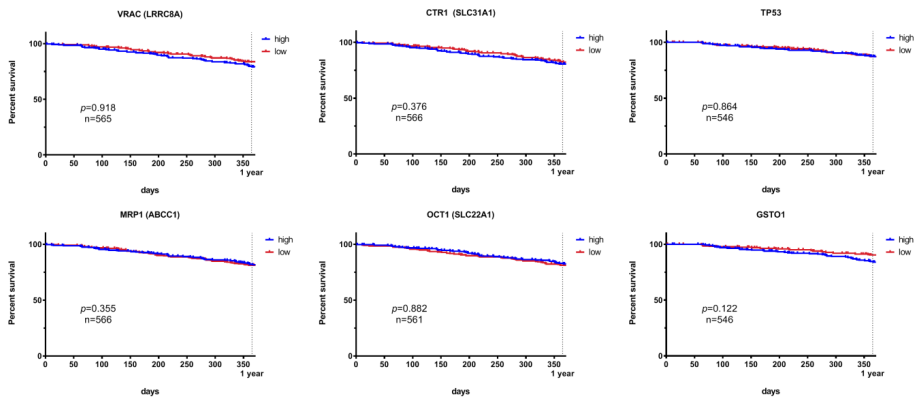 VRAC (LRRC8A)
high
low
Percent survival
100
50
0
p=0.918
n=565
0 50 100 150 200 250 300 350
1 year
days
CTR1 (SLC31A1)
high
low
Percent survival
100
50
0
p=0.376
n=566
0 50 100 150 200 250 300 350
1 year
days
TP53
high
low
Percent survival
100
50
0
p=0.864
n=546
0 50 100 150 200 250 300 350
1 year
days
MRP1 (ABCC1)
high
low
Percent survival
100
50
0
p=0.355
n=566
0 50 100 150 200 250 300 350
1 year
days
OCT1 (SLC22A1)
high
low
Percent survival
100
50
0
p=0.882
n=561
0 50 100 150 200 250 300 350
1 year
days
GSTO1
high
low
Percent survival
100
50
0
p=0.122
n=546
0 50 100 150 200 250 300 350
1 year
days